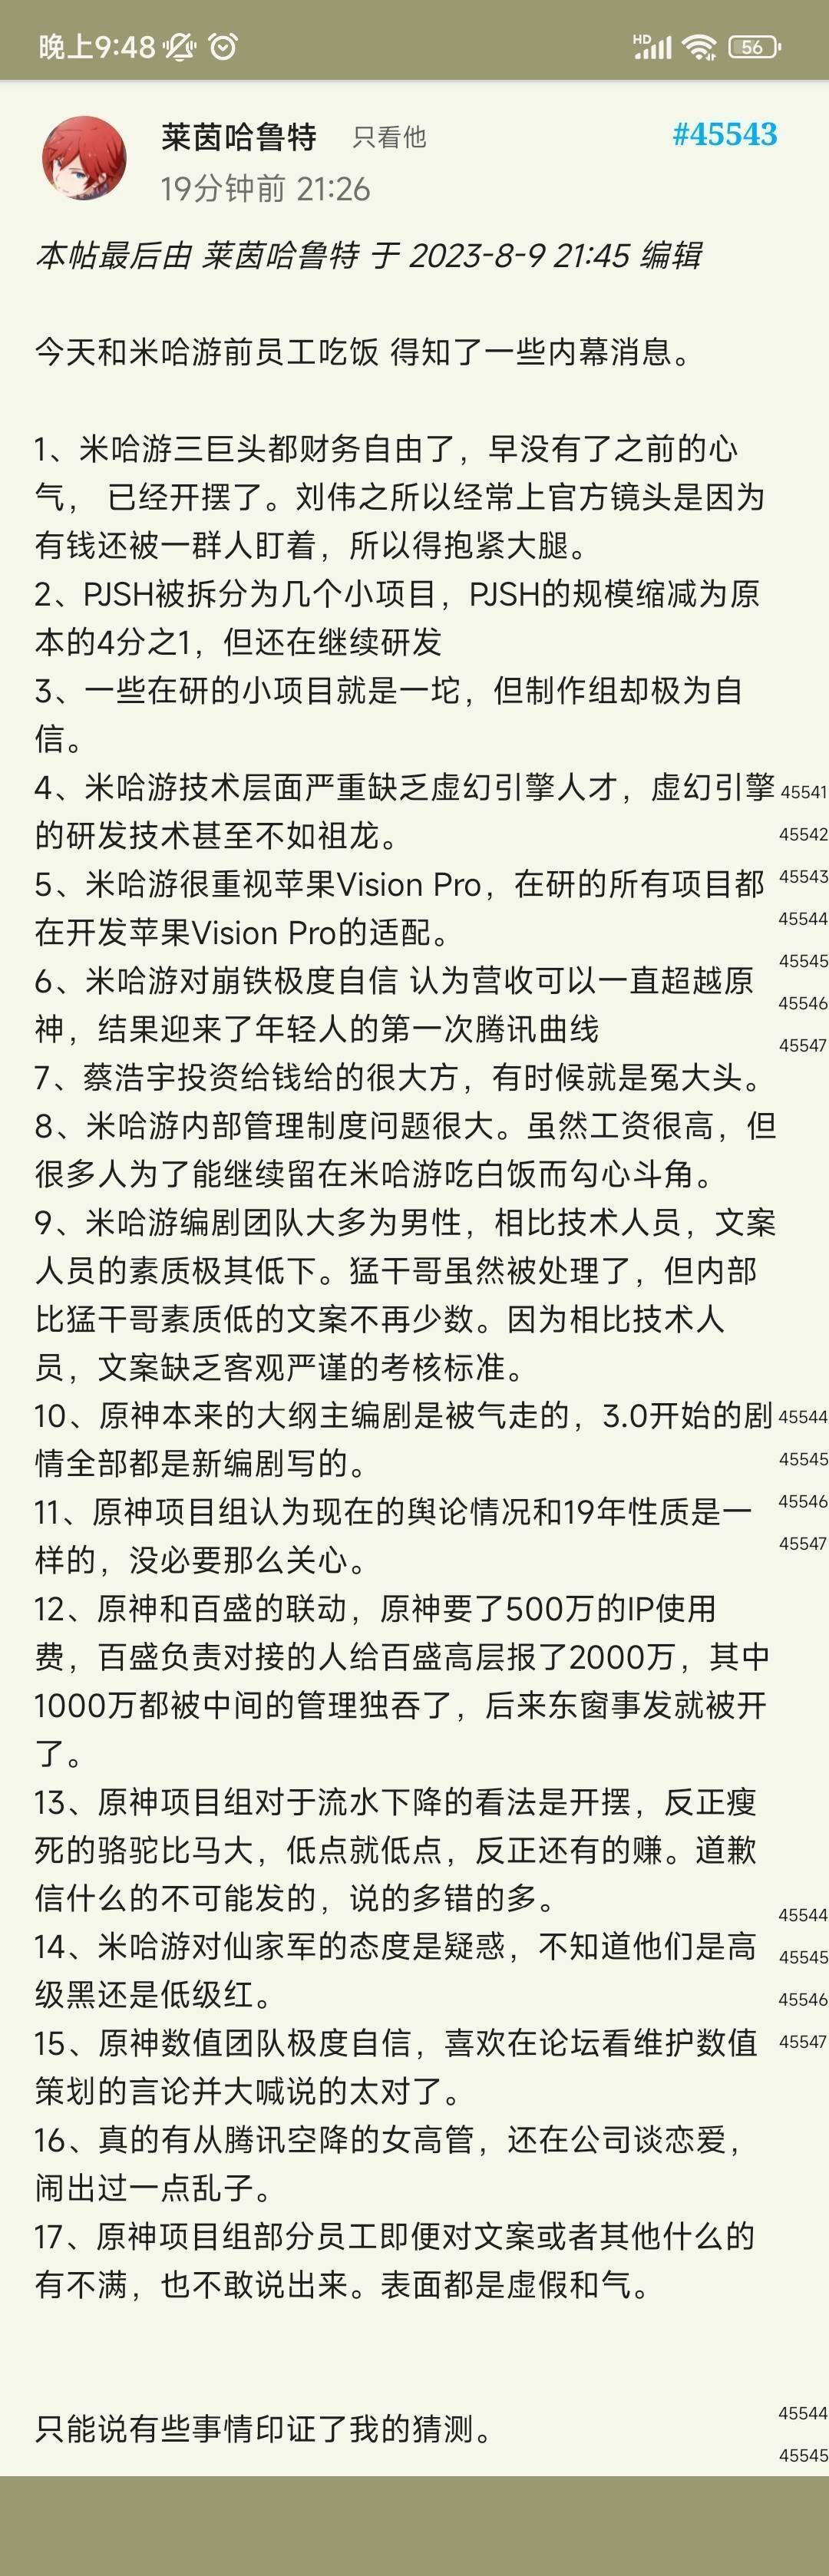 晚上9:48
HD
56
莱茵哈鲁特 只看他 #45543
19分钟前 21:26
本帖最后由 莱茵哈鲁特 于 2023-8-9 21:45 编辑
今天和米哈游前员工吃饭 得知了一些内幕消息。
1、米哈游三巨头都财务自由了，早没有了之前的心
气， 已经开摆了。刘伟之所以经常上官方镜头是因为
有钱还被一群人盯着，所以得抱紧大腿。
2、PJSH被拆分为几个小项目，PJSH的规模缩减为原
本的4分之1，但还在继续研发
3、一些在研的小项目就是一坨，但制作组却极为自
信。
4、米哈游技术层面严重缺乏虚幻引擎人才，虚幻引擎 45541
的研发技术甚至不如祖龙。 45542
5、米哈游很重视苹果Vision Pro，在研的所有项目都 45543
在开发苹果Vision Pro的适配。 45544
45545
6、米哈游对崩铁极度自信 认为营收可以一直超越原
45546
神，结果迎来了年轻人的第一次腾讯曲线 45547
7、蔡浩宇投资给钱给的很大方，有时候就是冤大头。
8、米哈游内部管理制度问题很大。虽然工资很高，但
很多人为了能继续留在米哈游吃白饭而勾心斗角。
9、米哈游编剧团队大多为男性，相比技术人员，文案
人员的素质极其低下。猛干哥虽然被处理了，但内部
比猛干哥素质低的文案不再少数。因为相比技术人
员，文案缺乏客观严谨的考核标准。
10、原神本来的大纲主编剧是被气走的，3.0开始的剧 45544
情全部都是新编剧写的。 45545
11、原神项目组认为现在的舆论情况和19年性质是一 45546
样的，没必要那么关心。 45547
12、原神和百盛的联动，原神要了500万的IP使用
费，百盛负责对接的人给百盛高层报了2000万，其中
1000万都被中间的管理独吞了，后来东窗事发就被开
了。
13、原神项目组对于流水下降的看法是开摆，反正瘦
死的骆驼比马大，低点就低点，反正还有的赚。道歉
信什么的不可能发的，说的多错的多。 45544
14、米哈游对仙家军的态度是疑惑，不知道他们是高 45545
级黑还是低级红。 45546
15、原神数值团队极度自信，喜欢在论坛看维护数值 45547
策划的言论并大喊说的太对了。
16、真的有从腾讯空降的女高管，还在公司谈恋爱，
闹出过一点乱子。
17、原神项目组部分员工即便对文案或者其他什么的
有不满，也不敢说出来。表面都是虚假和气。
只能说有些事情印证了我的猜测。 45544
45545